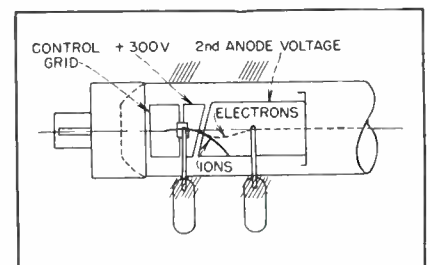 CONTROL GRID
+ 300V
2nd ANODE VOLTAGE
ELECTRONS
IONS